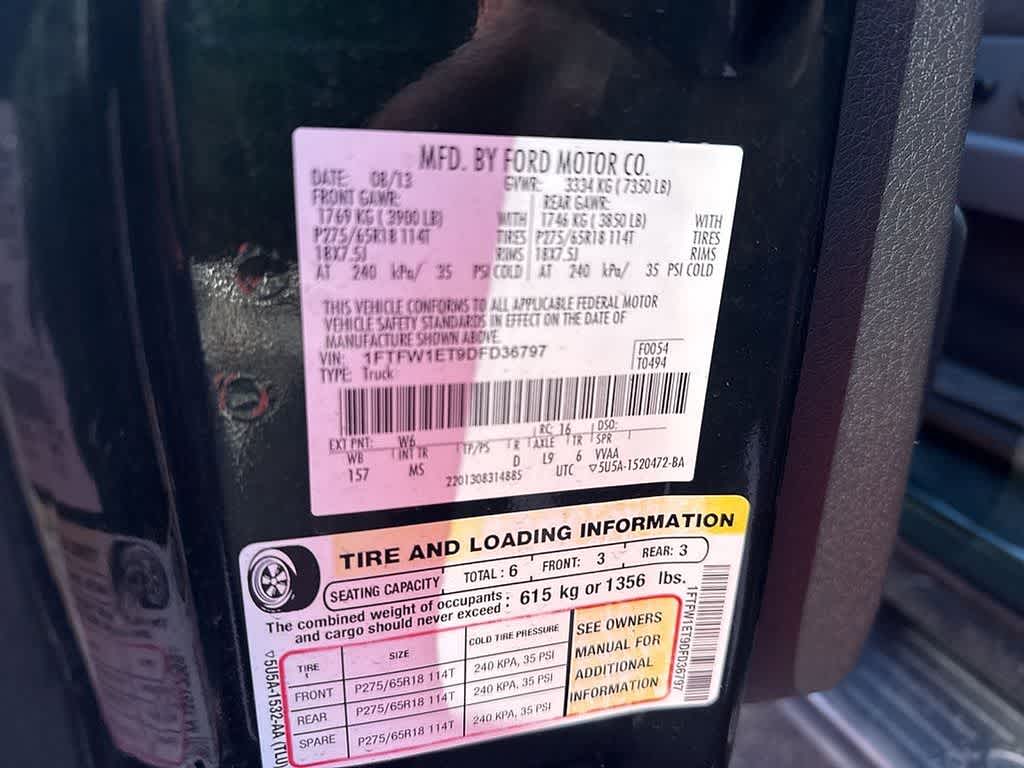 MFD. BY FORD MOTOR CO.
DATE: 08/13 GVWR: 3334 KG ( 7350 LB)
FRONT GAWR: REAR GAWR:
1769 KG ( 3900 LB) WITH 1746 KG ( 3850 LB) WITH
P275/65R18 114T TIRES P275/65R18 114T TIRES
18X7.5J RIMS 18X7.5J RIMS
AT 240 kPa/ 35 PSI COLD AT 240 kPa/ 35 PSI COLD
THIS VEHICLE CONFORMS TO ALL APPLICABLE FEDERAL MOTOR
VEHICLE SAFETY STANDARDS IN EFFECT ON THE DATE OF
MANUFACTURE SHOWN ABOVE.
VIN: 1FTFW1ET9DFD36797 F0054
TYPE: Truck T0494
EXT PNT: W6 RC: 16 DSO:
WB INT TR TP/PS R AXLE TR SPR
157 MS D L9 6 VVAA
2201308314885 UTC ▽5U5A-1520472-BA
TIRE AND LOADING INFORMATION
SEATING CAPACITY TOTAL : 6 FRONT: 3 REAR: 3
The combined weight of occupants : 615 kg or 1356 lbs.
and cargo should never exceed
TIRE SIZE COLD TIRE PRESSURE
FRONT P275/65R18 114T 240 KPA, 35 PSI
REAR P275/65R18 114T 240 KPA, 35 PSI
SPARE P275/65R18 114T 240 KPA, 35 PSI
SEE OWNERS
MANUAL FOR
ADDITIONAL
INFORMATION
1FTFW1ET9DFD36797
▽5U5A-1532-AA (TLU)